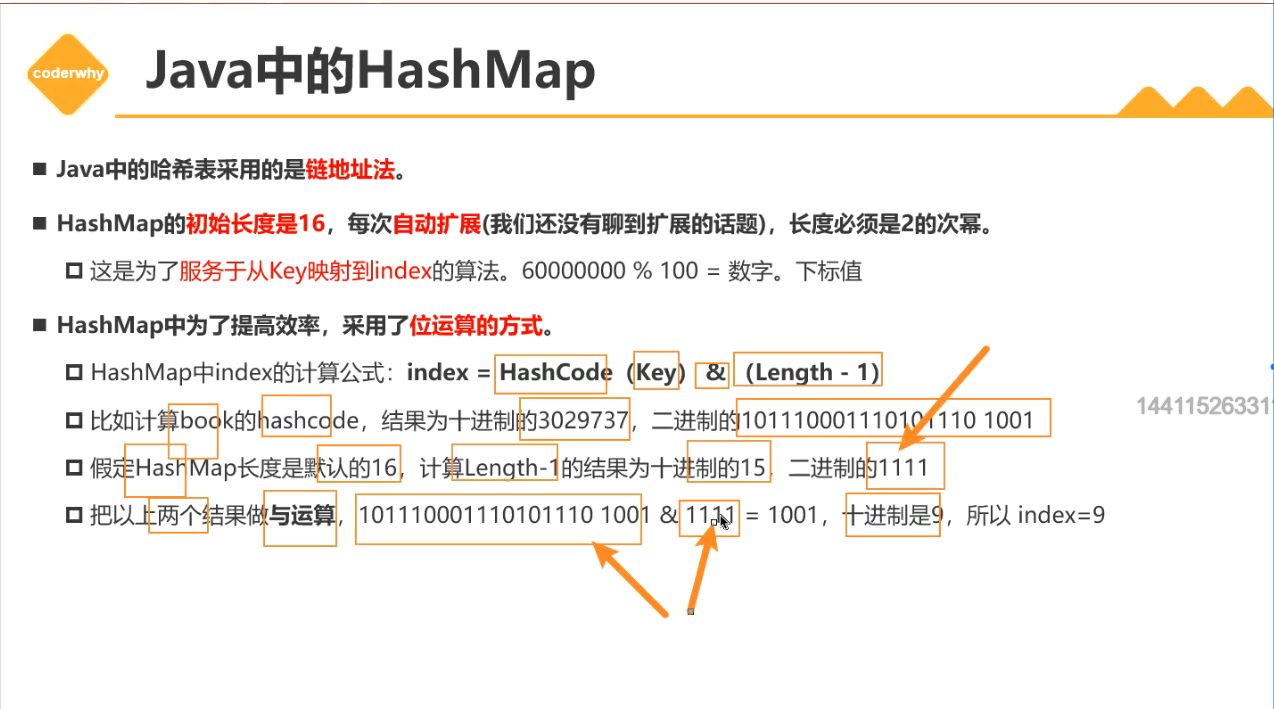 coderwhy
Java中的HashMap
Java中的哈希表采用的是链地址法。
HashMap的初始长度是16，每次自动扩展(我们还没有聊到扩展的话题)，长度必须是2的次幂。
这是为了服务于从Key映射到index的算法。60000000 % 100 = 数字。下标值
HashMap中为了提高效率，采用了位运算的方式。
HashMap中index的计算公式：index = HashCode（Key） & （Length - 1)
比如计算book的hashcode，结果为十进制的3029737，二进制的101110001110101110 1001
1441152633
假定HashMap长度是默认的16，计算Length-1的结果为十进制的15，二进制的1111
把以上两个结果做与运算，101110001110101110 1001 & 1111 = 1001，十进制是9，所以 index=9